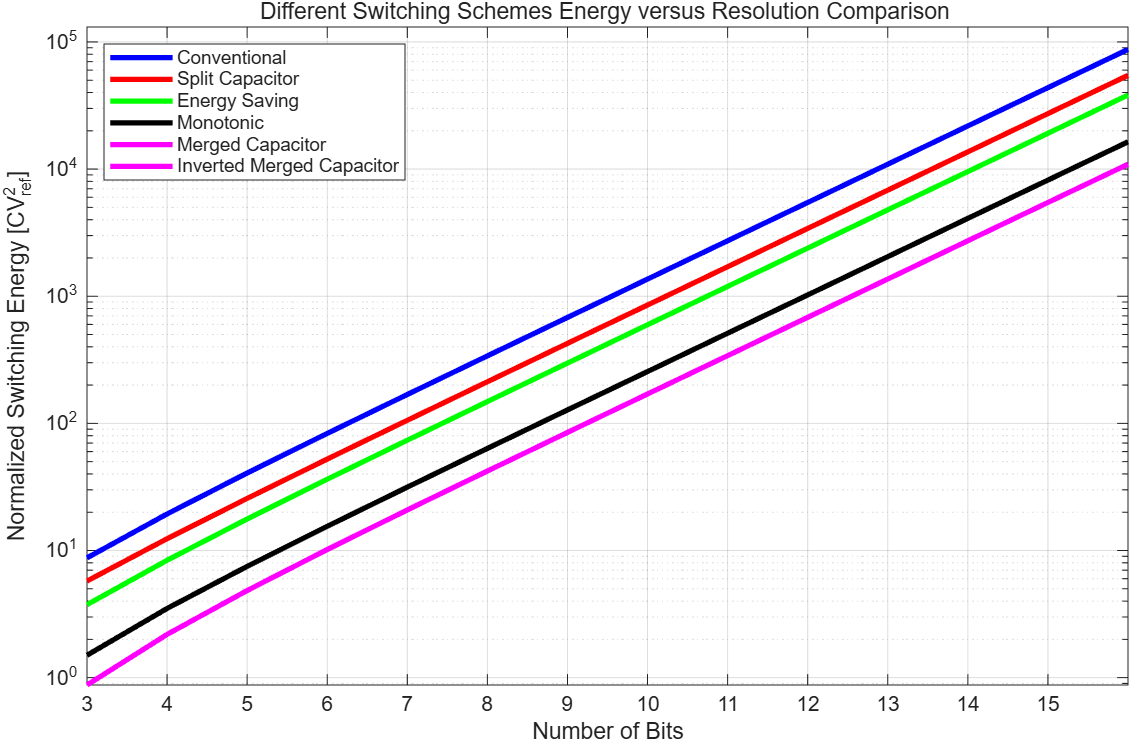 Different Switching Schemes Energy versus Resolution Comparison
10^5
10^4
10^3
10^2
10^1
10^0
Normalized Switching Energy [CV^2_ref]
Conventional
Split Capacitor
Energy Saving
Monotonic
Merged Capacitor
Inverted Merged Capacitor
3 4 5 6 7 8 9 10 11 12 13 14 15
Number of Bits